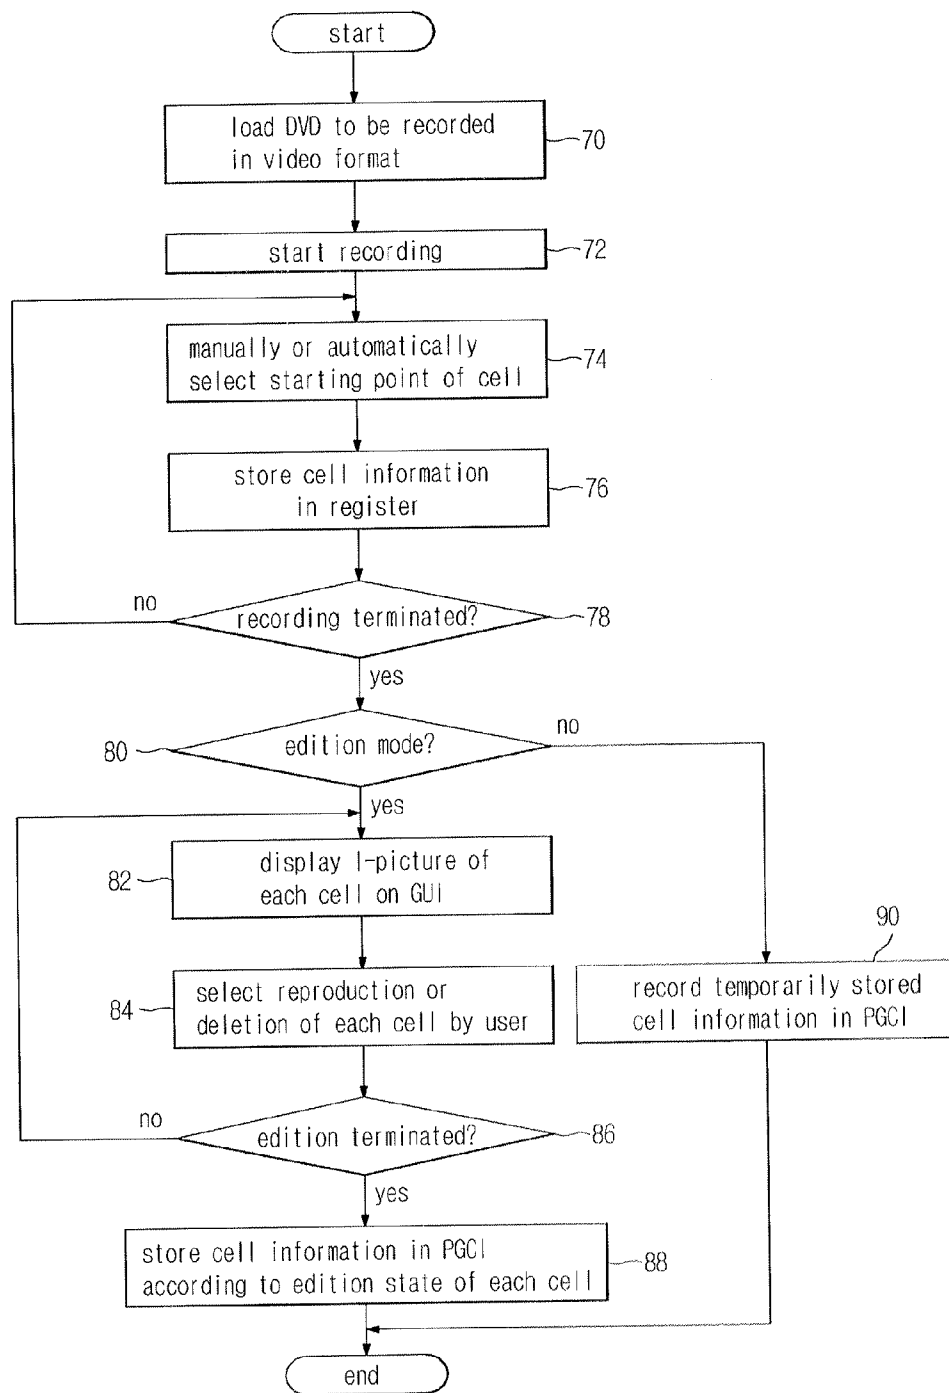 start
load DVD to be recorded
in video format
70
start recording
72
manually or automatically
select starting point of cell
74
store cell information
in register
76
no
recording terminated?
78
yes
80
edition mode?
no
yes
82
display I-picture of
each cell on GUI
90
84
select reproduction or
deletion of each cell by user
record temporarily stored
cell information in PGCI
no
edition terminated?
86
yes
store cell information in PGCI
according to edition state of each cell
88
end